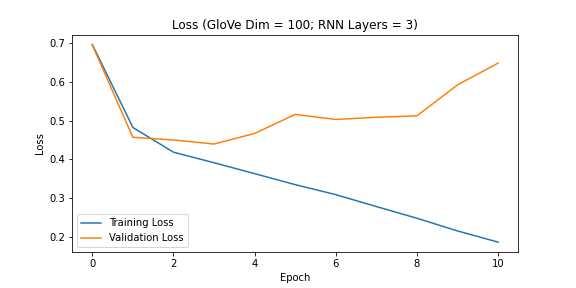 Loss (GloVe Dim = 100; RNN Layers = 3)
0.7
0.6
0.5
0.4
0.3
0.2
Loss
Training Loss
Validation Loss
0 2 4 6 8 10
Epoch